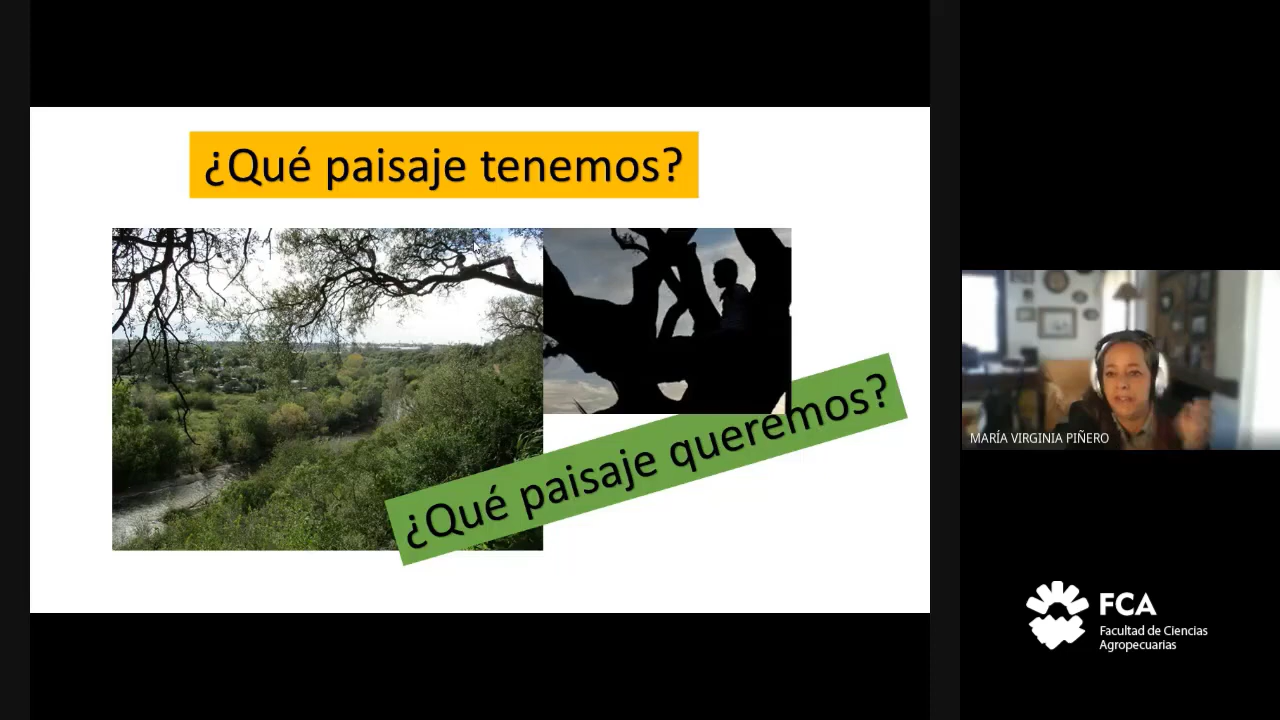 ¿Qué paisaje tenemos?
¿Qué paisaje queremos?
MARÍA VIRGINIA PIÑERO
FCA
Facultad de Ciencias
Agropecuarias